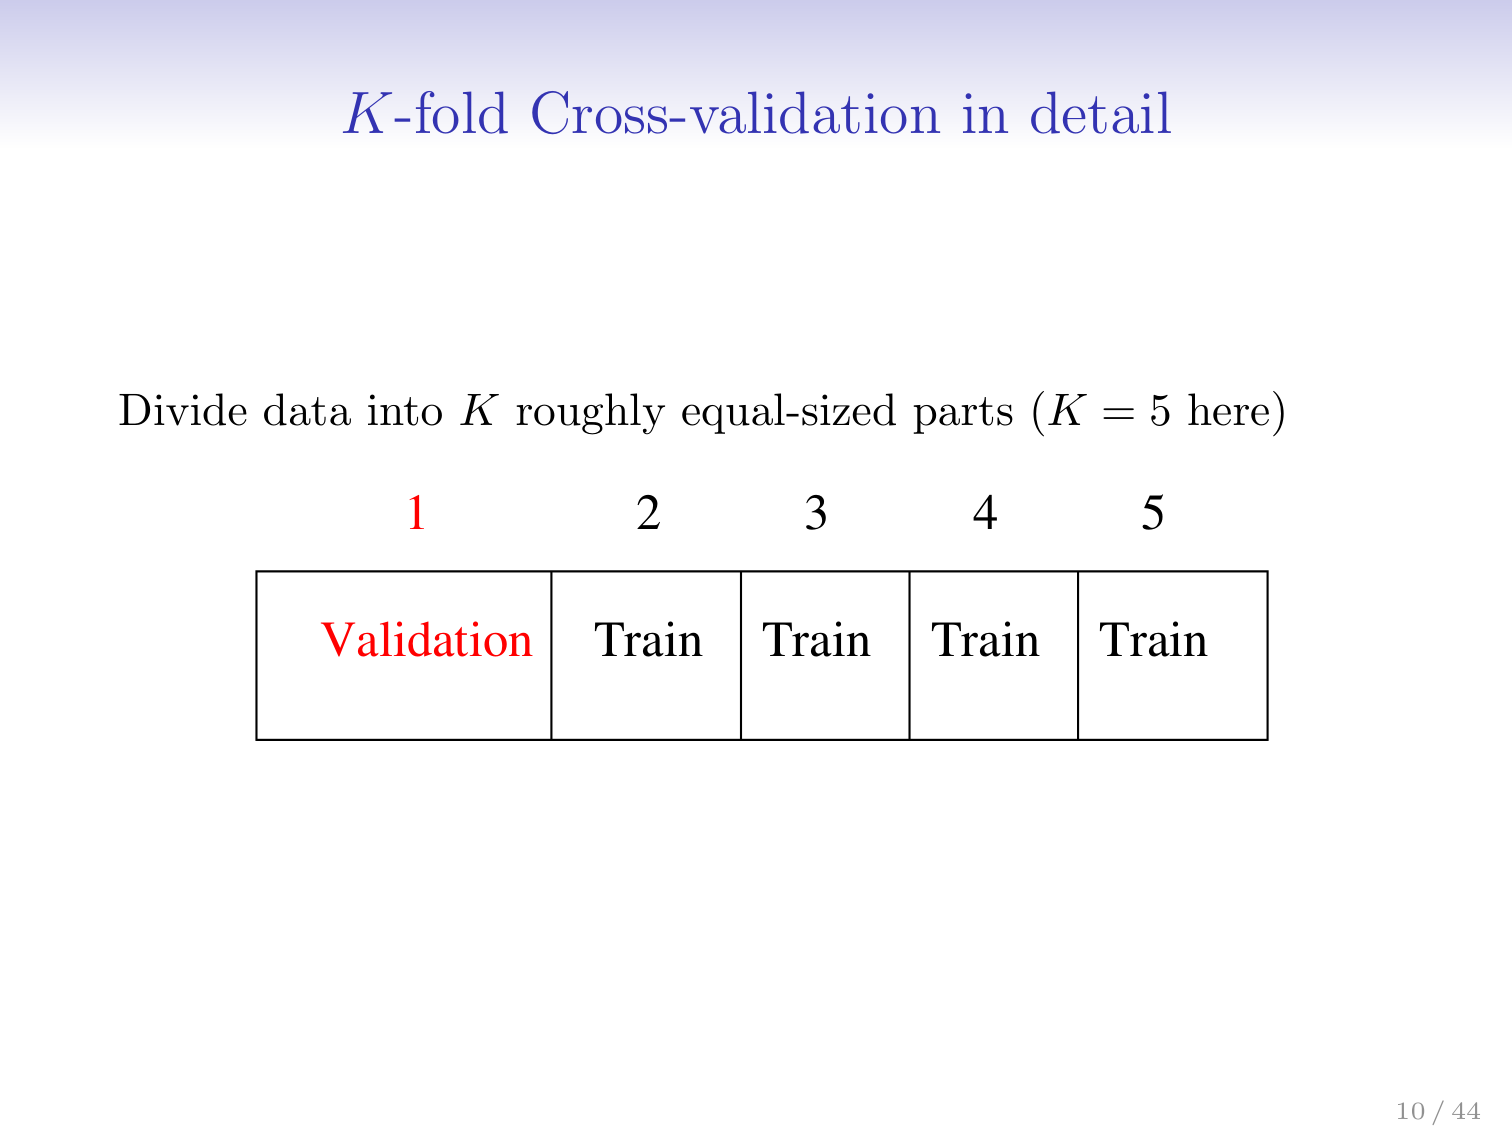 K-fold Cross-validation in detail
Divide data into K roughly equal-sized parts (K = 5 here)
1 2 3 4 5
Validation Train Train Train Train
10 / 44